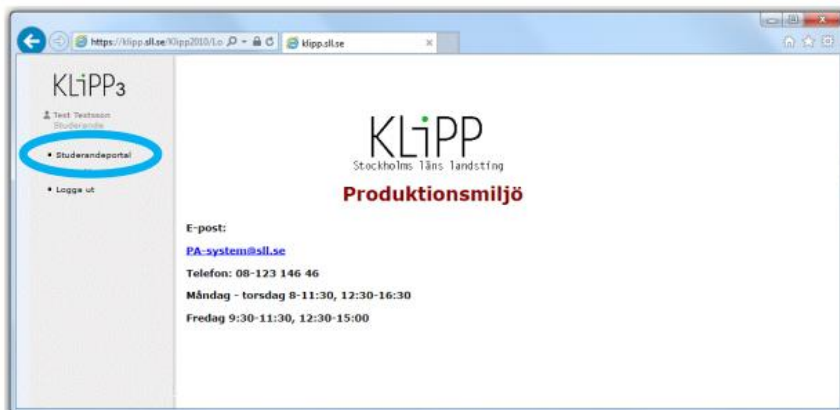 https://klipp.sll.se/Klipp2010/Lo
klipp.sll.se
KLiPP3
Test Testsson
Studerande
Studerandeportal
Logga ut
KLiPP
Stockholms läns landsting
Produktionsmiljö
E-post:
PA-system@sll.se
Telefon: 08-123 146 46
Måndag - torsdag 8-11:30, 12:30-16:30
Fredag 9:30-11:30, 12:30-15:00